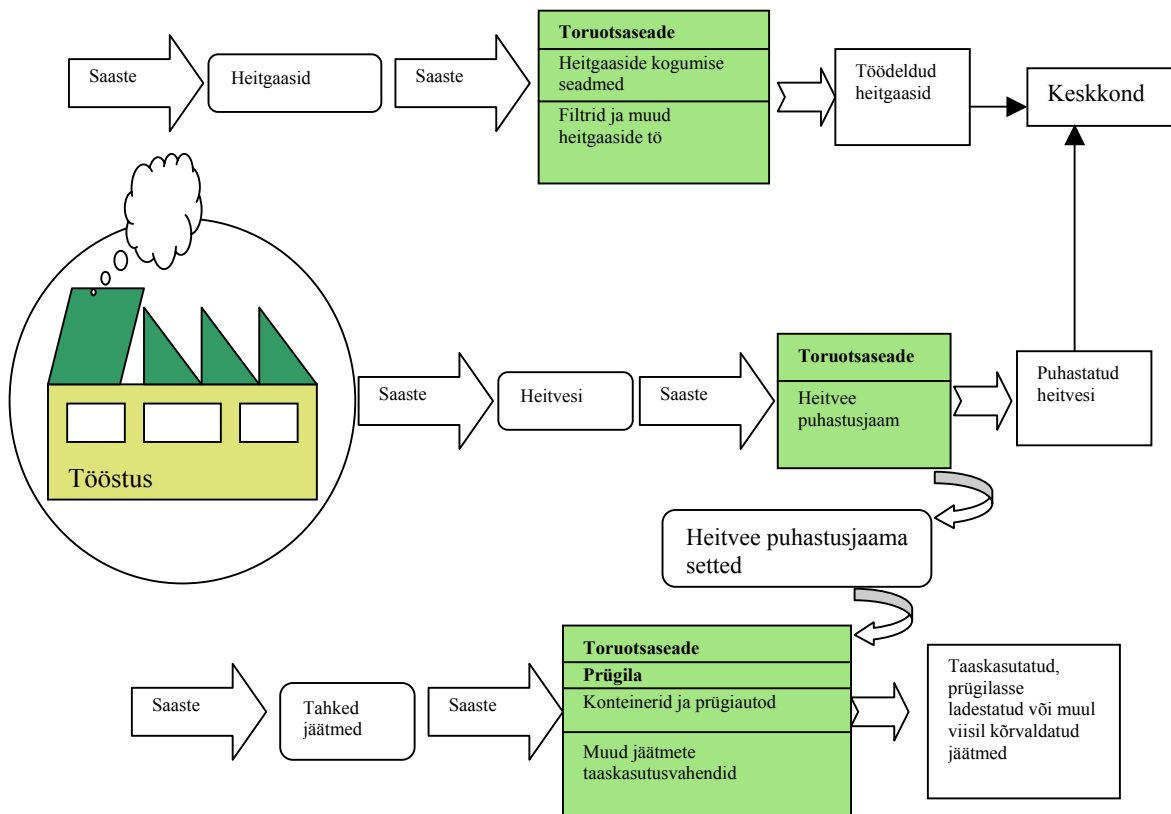 Saaste
Heitgaasid
Saaste
Toruotsaseade
Heitgaaside kogumise
seadmed
Filtrid ja muud
heitgaaside tö
Töödeldud
heitgaasid
Keskkond
Tööstus
Saaste
Heitvesi
Saaste
Toruotsaseade
Heitvee
puhastusjaam
Puhastatud
heitvesi
Heitvee puhastusjaama
setted
Saaste
Tahked
jäätmed
Saaste
Toruotsaseade
Prügila
Konteinerid ja prügiautod
Muud jäätmete
taaskasutusvahendid
Taaskasutatud,
prügilasse
ladestatud või muul
viisil kõrvaldatud
jäätmed